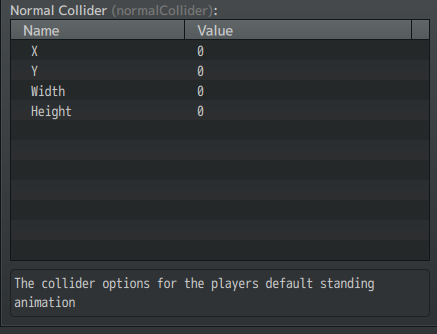 Normal Collider (normalCollider):
Name Value
X 0
Y 0
Width 0
Height 0
The collider options for the players default standing
animation